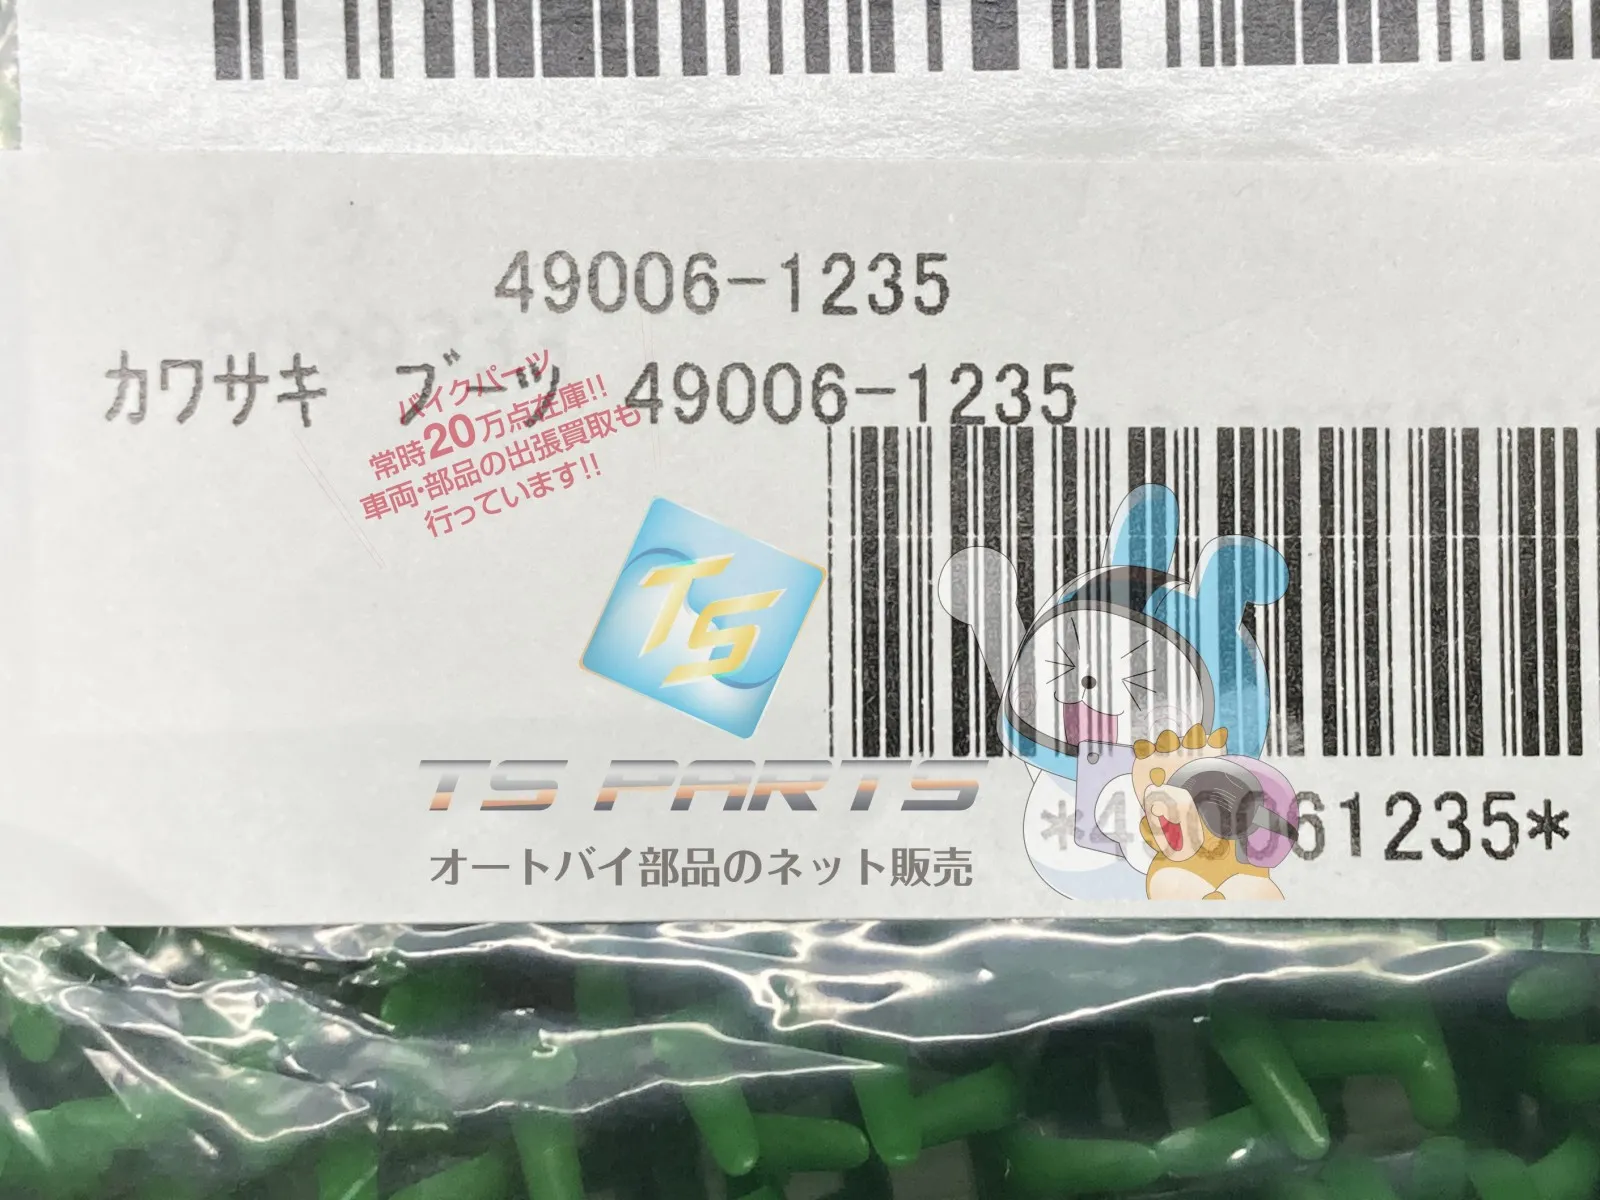 49006-1235
カワサキ ブーツ 49006-1235
バイクパーツ
常時20万点在庫!!
車両・部品の出張買取も
行っています!!
TS
TS PARTS
オートバイ部品のネット販売
*490061235*